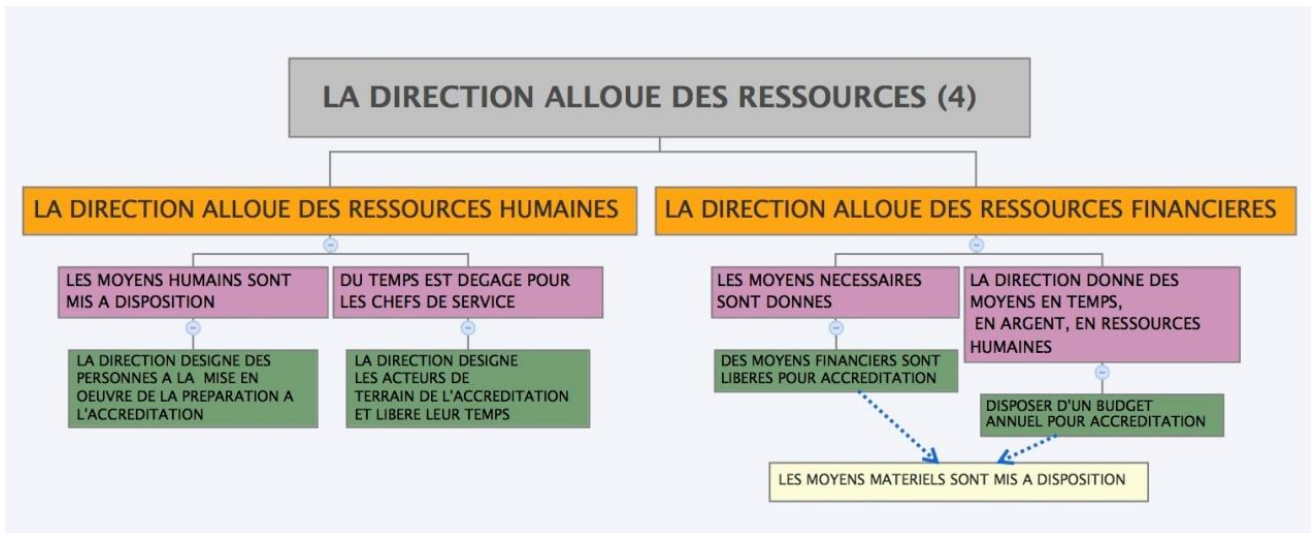 LA DIRECTION ALLOUE DES RESSOURCES (4)
LA DIRECTION ALLOUE DES RESSOURCES HUMAINES
LA DIRECTION ALLOUE DES RESSOURCES FINANCIERES
LES MOYENS HUMAINS SONT
MIS A DISPOSITION
DU TEMPS EST DEGAGE POUR
LES CHEFS DE SERVICE
LES MOYENS NECESSAIRES
SONT DONNES
LA DIRECTION DONNE DES
MOYENS EN TEMPS,
EN ARGENT, EN RESSOURCES
HUMAINES
LA DIRECTION DESIGNE DES
PERSONNES A LA MISE EN
OEUVRE DE LA PREPARATION A
L'ACCREDITATION
LA DIRECTION DESIGNE
LES ACTEURS DE
TERRAIN DE L'ACCREDITATION
ET LIBERE LEUR TEMPS
DES MOYENS FINANCIERS SONT
LIBERES POUR ACCREDITATION
DISPOSER D'UN BUDGET
ANNUEL POUR ACCREDITATION
LES MOYENS MATERIELS SONT MIS A DISPOSITION